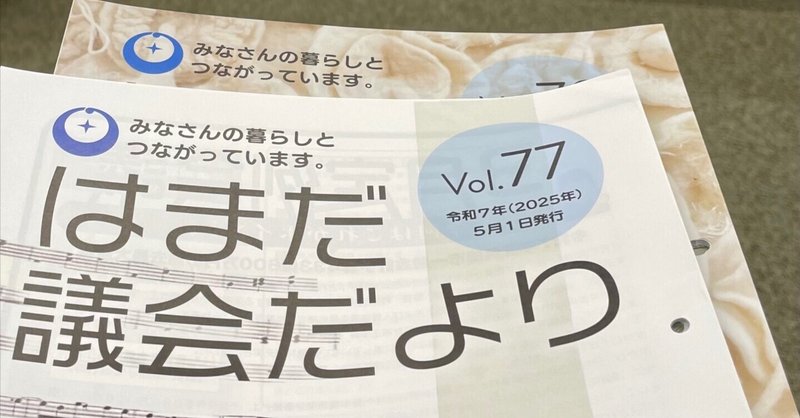 みなさんの暮らしと
つながっています。
みなさんの暮らしと
つながっています。
Vol.77
令和7年(2025年)
5月1日発行
はまだ
議会だより